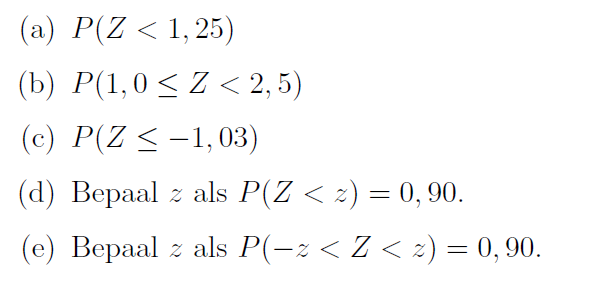 (a) P(Z < 1, 25)
(b) P(1, 0 ≤ Z < 2, 5)
(c) P(Z ≤ −1, 03)
(d) Bepaal z als P(Z < z) = 0, 90.
(e) Bepaal z als P(−z < Z < z) = 0, 90.